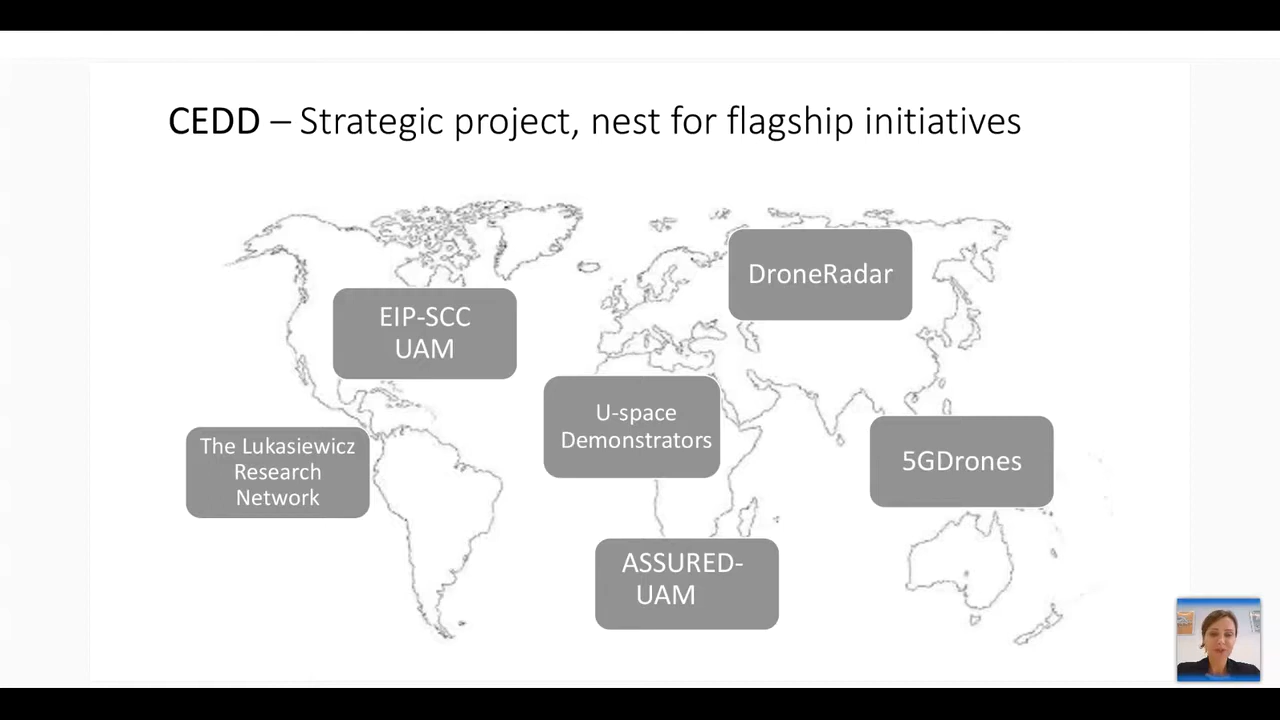 CEDD – Strategic project, nest for flagship initiatives
DroneRadar
EIP-SCC
UAM
U-space
Demonstrators
The Lukasiewicz
Research
Network
5GDrones
ASSURED-
UAM